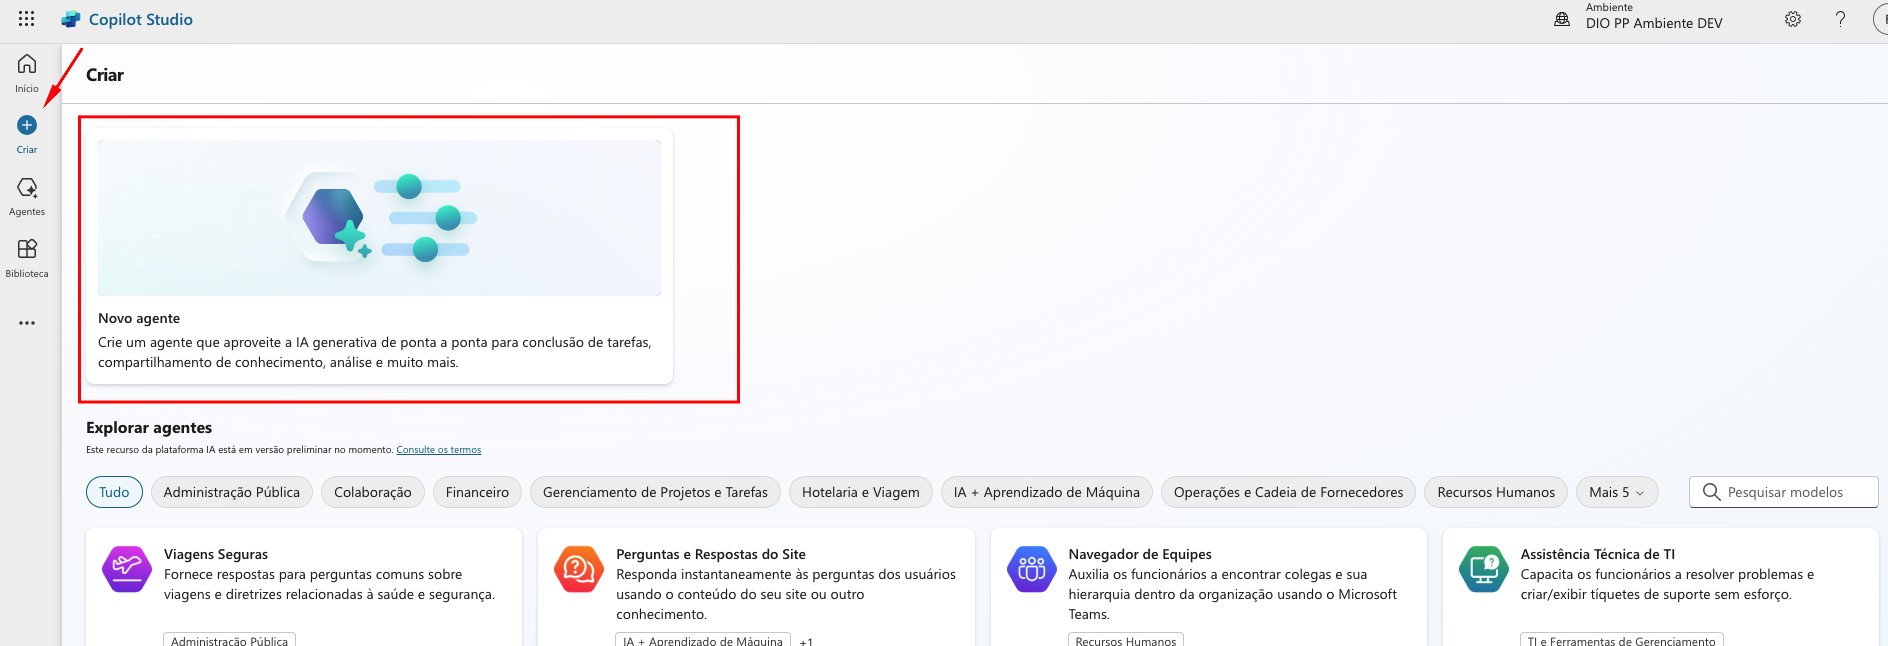 Copilot Studio
Ambiente
DIO PP Ambiente DEV
Início
Criar
Agentes
Biblioteca
Criar
Novo agente
Crie um agente que aproveite a IA generativa de ponta a ponta para conclusão de tarefas,
compartilhamento de conhecimento, análise e muito mais.
Explorar agentes
Este recurso da plataforma IA está em versão preliminar no momento. Consulte os termos
Tudo
Administração Pública
Colaboração
Financeiro
Gerenciamento de Projetos e Tarefas
Hotelaria e Viagem
IA + Aprendizado de Máquina
Operações e Cadeia de Fornecedores
Recursos Humanos
Mais 5
Pesquisar modelos
Viagens Seguras
Fornece respostas para perguntas comuns sobre
viagens e diretrizes relacionadas à saúde e segurança.
Administração Pública
Perguntas e Respostas do Site
Responda instantaneamente às perguntas dos usuários
usando o conteúdo do seu site ou outro
conhecimento.
IA + Aprendizado de Máquina +1
Navegador de Equipes
Auxilia os funcionários a encontrar colegas e sua
hierarquia dentro da organização usando o Microsoft
Teams.
Recursos Humanos
Assistência Técnica de TI
Capacita os funcionários a resolver problemas e
criar/exibir tíquetes de suporte sem esforço.
TI e Ferramentas de Gerenciamento